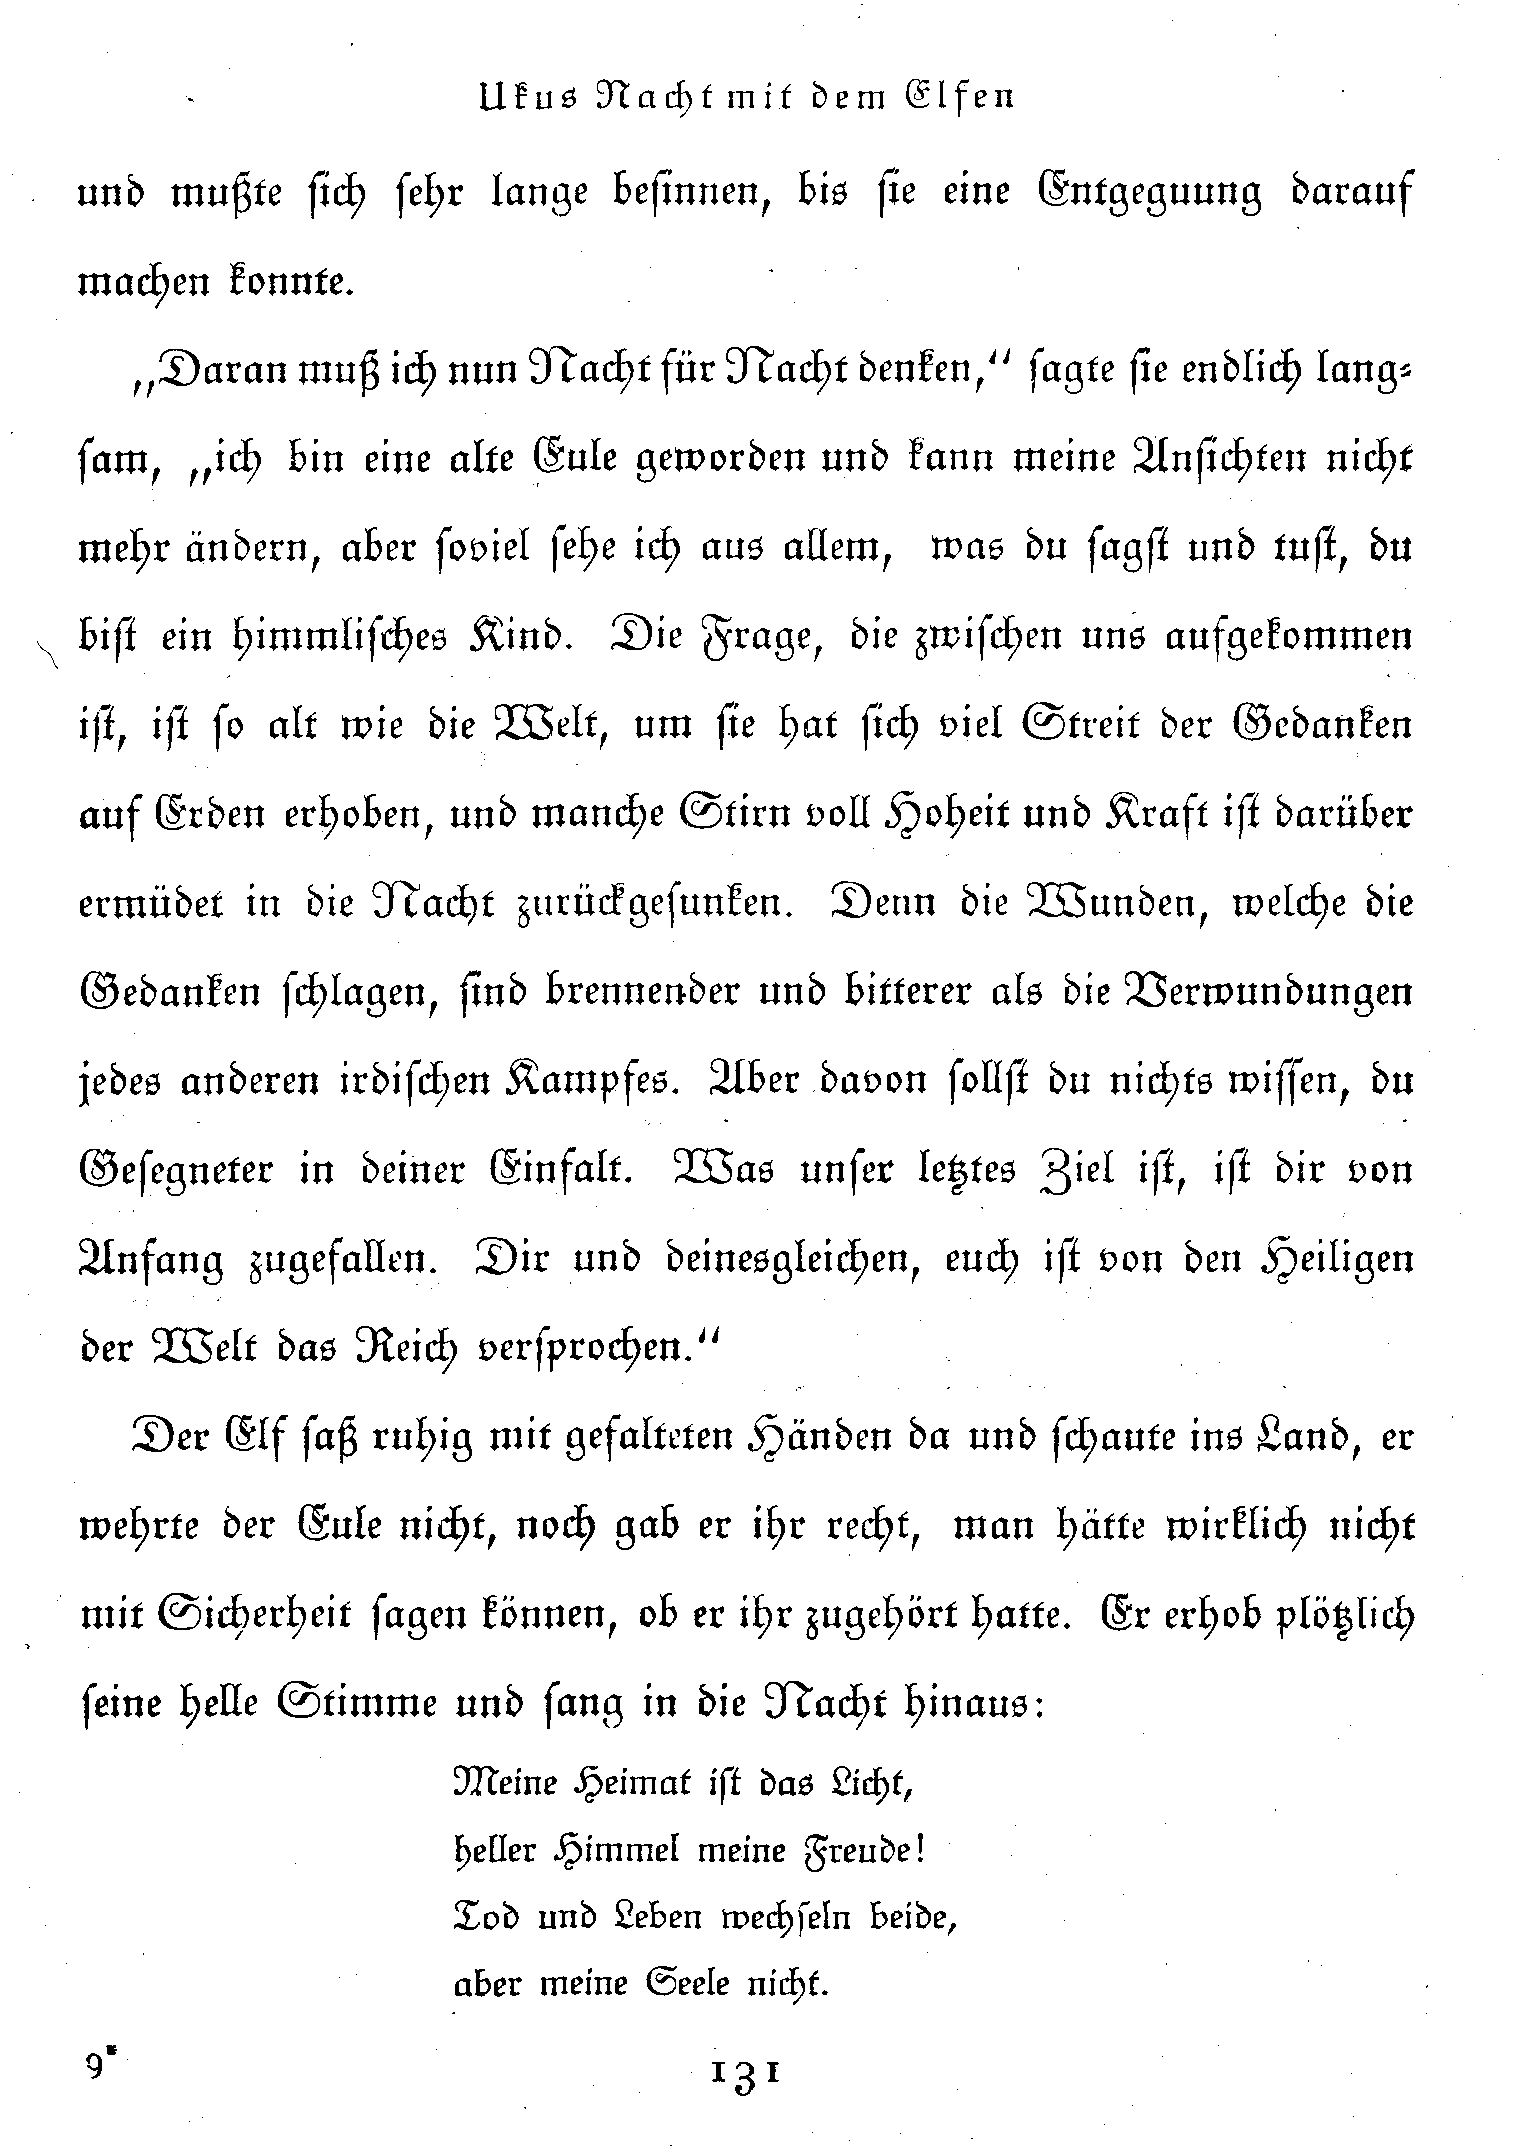 Ukus Nacht mit dem Elfen
und mußte sich sehr lange besinnen, bis sie eine Entgegnung darauf
machen konnte.
„Daran muß ich nun Nacht für Nacht denken,“ sagte sie endlich lang-
sam, „ich bin eine alte Eule geworden und kann meine Ansichten nicht
mehr ändern, aber soviel sehe ich aus allem, was du sagst und tust, du
bist ein himmlisches Kind. Die Frage, die zwischen uns aufgekommen
ist, ist so alt wie die Welt, um sie hat sich viel Streit der Gedanken
auf Erden erhoben, und manche Stirn voll Hoheit und Kraft ist darüber
ermüdet in die Nacht zurückgesunken. Denn die Wunden, welche die
Gedanken schlagen, sind brennender und bitterer als die Verwundungen
jedes anderen irdischen Kampfes. Aber davon sollst du nichts wissen, du
Gesegneter in deiner Einfalt. Was unser letztes Ziel ist, ist dir von
Anfang zugefallen. Dir und deinesgleichen, euch ist von den Heiligen
der Welt das Reich versprochen.“
Der Elf saß ruhig mit gefalteten Händen da und schaute ins Land, er
wehrte der Eule nicht, noch gab er ihr recht, man hätte wirklich nicht
mit Sicherheit sagen können, ob er ihr zugehört hatte. Er erhob plötzlich
seine helle Stimme und sang in die Nacht hinaus:
Meine Heimat ist das Licht,
heller Himmel meine Freude!
Tod und Leben wechseln beide,
aber meine Seele nicht.
9*
131